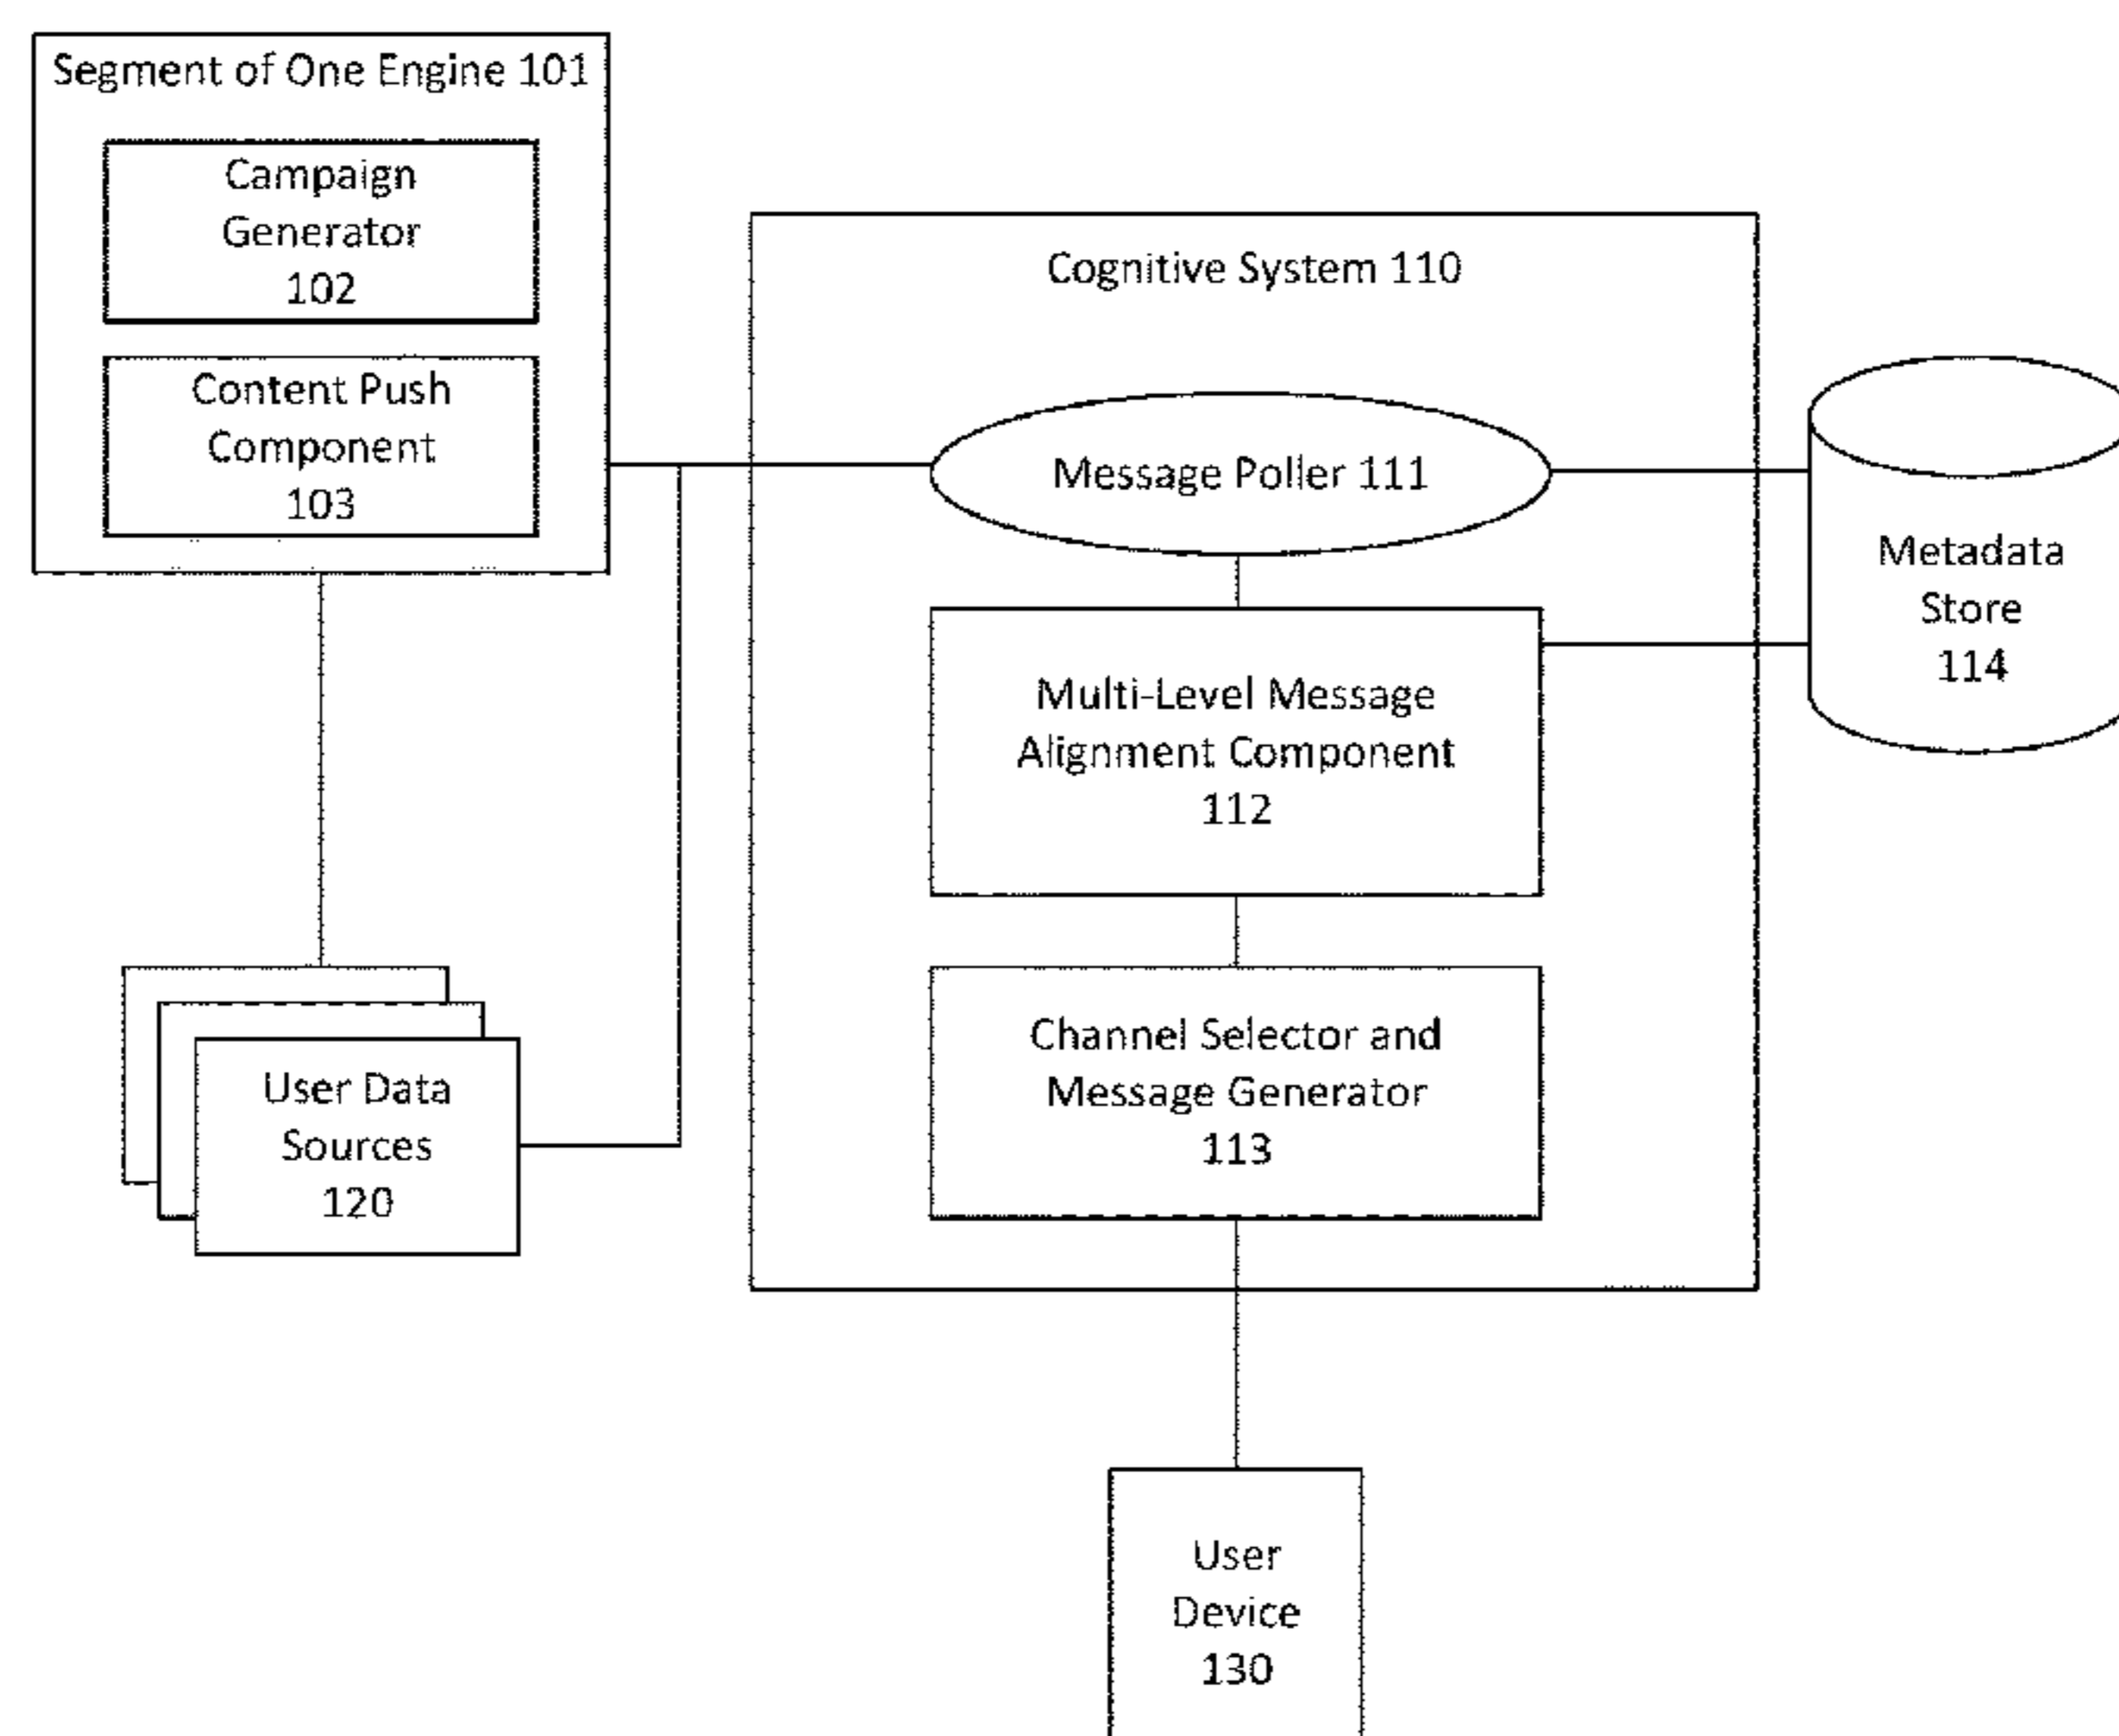 Segment of One Engine 101
Campaign
Generator
102
Content Push
Component
103
Cognitive System 110
Message Poller 111
Multi-Level Message
Alignment Component
112
Channel Selector and
Message Generator
113
Metadata
Store
114
User Data
Sources
120
User
Device
130